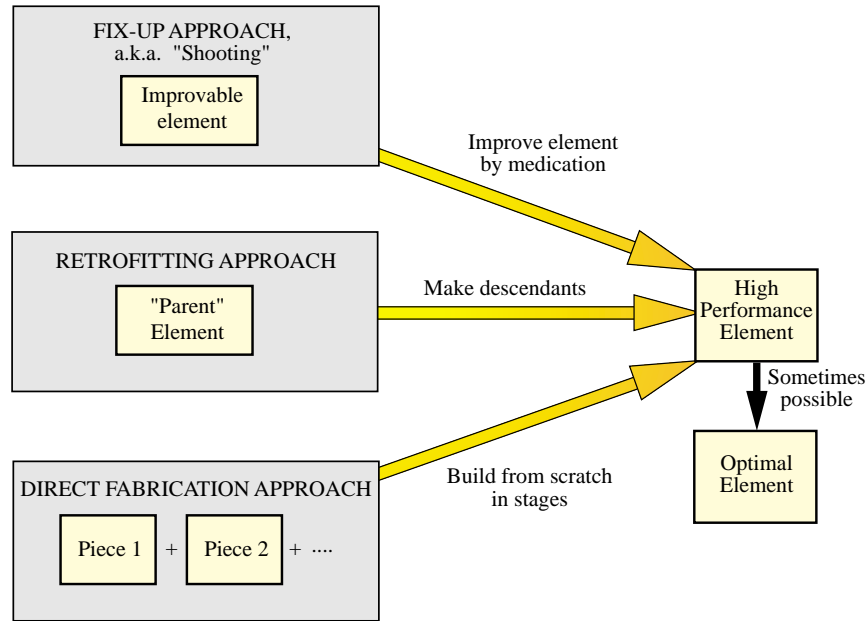 FIX-UP APPROACH,
a.k.a. "Shooting"
Improvable
element
Improve element
by medication
RETROFITTING APPROACH
"Parent"
Element
Make descendants
High
Performance
Element
Sometimes
possible
Optimal
Element
DIRECT FABRICATION APPROACH
Piece 1 + Piece 2 + ....
Build from scratch
in stages